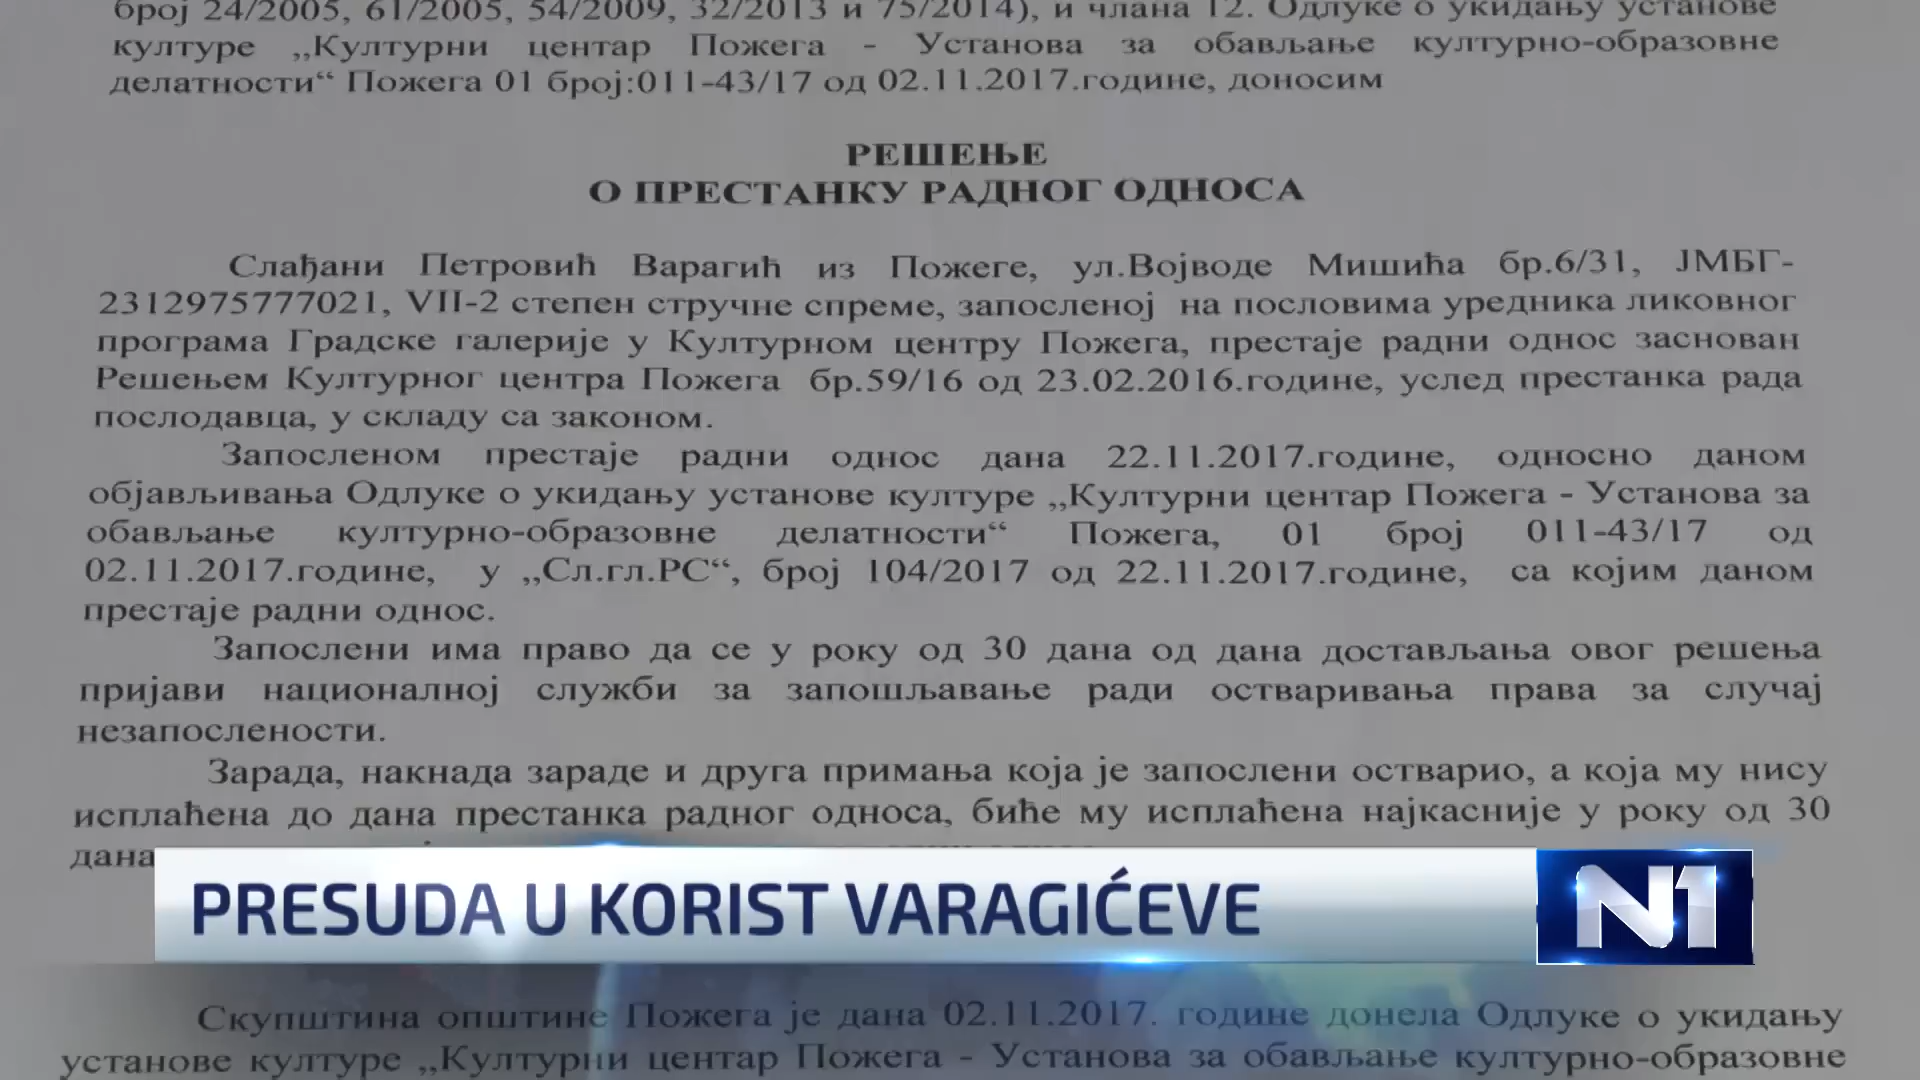 број 24/2005, 61/2005, 54/2009, 32/2013 и 75/2014), и члана 12. Одлуке о укидању установе
културе ,,Културни центар Пожега - Установа за обављање културно-образовне
делатности“ Пожега 01 број:011-43/17 од 02.11.2017.године, доносим
РЕШЕЊЕ
О ПРЕСТАНКУ РАДНОГ ОДНОСА
Слађани Петровић Варагић из Пожеге, ул.Војводе Мишића бр.6/31, ЈМБГ-
2312975777021, VII-2 степен стручне спреме, запосленој на пословима уредника ликовног
програма Градске галерије у Културном центру Пожега, престаје радни однос заснован
Решењем Културног центра Пожега бр.59/16 од 23.02.2016.године, услед престанка рада
послодавца, у складу са законом.
Запосленом престаје радни однос дана 22.11.2017.године, односно даном
објављивања Одлуке о укидању установе културе ,,Културни центар Пожега - Установа за
обављање културно-образовне делатности“ Пожега, 01 број 011-43/17 од
02.11.2017.године, у ,,Сл.гл.РС“, број 104/2017 од 22.11.2017.године, са којим даном
престаје радни однос.
Запослени има право да се у року од 30 дана од дана достављања овог решења
пријави националној служби за запошљавање ради остваривања права за случај
незапослености.
Зарада, накнада зараде и друга примања која је запослени остварио, а која му нису
исплаћена до дана престанка радног односа, биће му исплаћена најкасније у року од 30
дана
PRESUDA U KORIST VARAGIĆEVE
N1
Скупштина општине Пожега је дана 02.11.2017. године донела Одлуке о укидању
установе културе ,,Културни центар Пожега - Установа за обављање културно-образовне